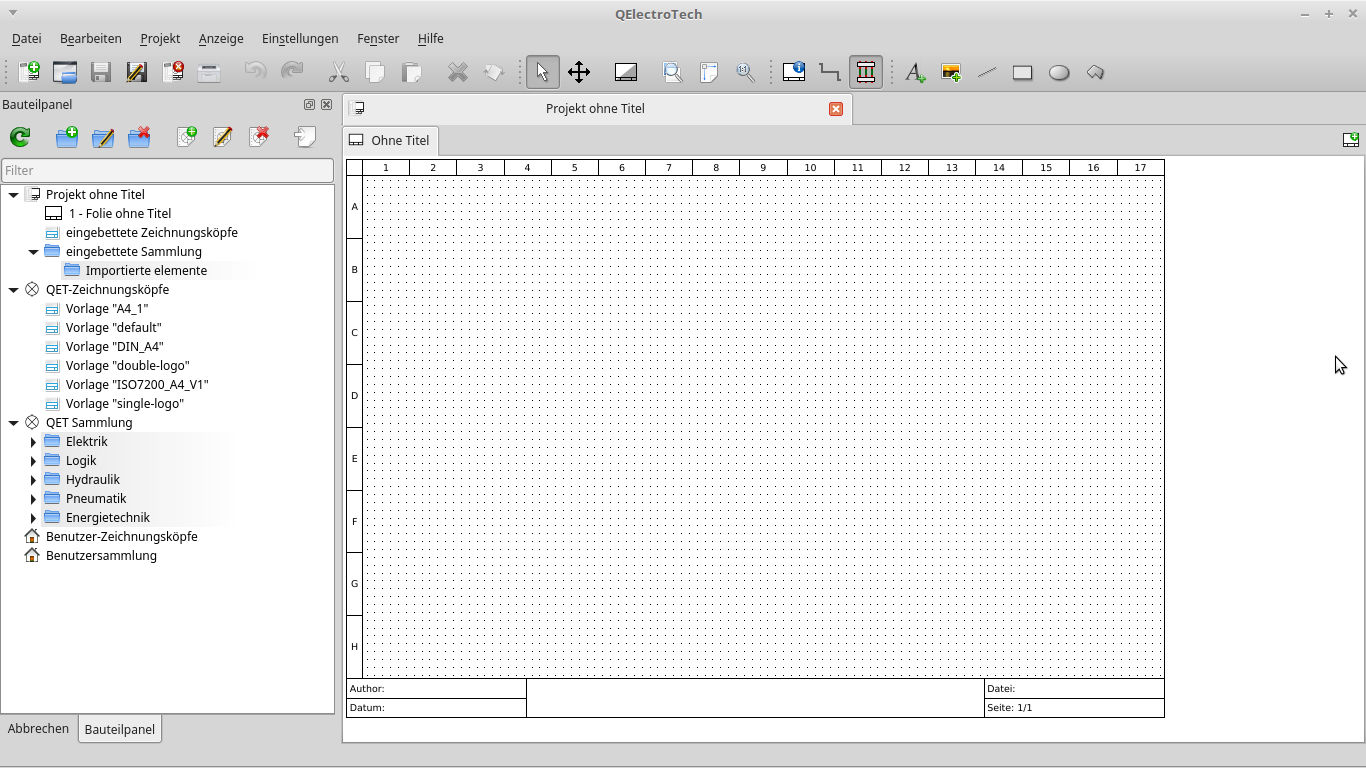 QElectroTech
Datei Bearbeiten Projekt Anzeige Einstellungen Fenster Hilfe
Bauteilpanel
Filter
Projekt ohne Titel
1 - Folie ohne Titel
eingebettete Zeichnungsköpfe
eingebettete Sammlung
Importierte elemente
QET-Zeichnungsköpfe
Vorlage "A4_1"
Vorlage "default"
Vorlage "DIN_A4"
Vorlage "double-logo"
Vorlage "ISO7200_A4_V1"
Vorlage "single-logo"
QET Sammlung
Elektrik
Logik
Hydraulik
Pneumatik
Energietechnik
Benutzer-Zeichnungsköpfe
Benutzersammlung
Abbrechen Bauteilpanel
Projekt ohne Titel
Ohne Titel
1 2 3 4 5 6 7 8 9 10 11 12 13 14 15 16 17
A
B
C
D
E
F
G
H
Author: Datei:
Datum: Seite: 1/1